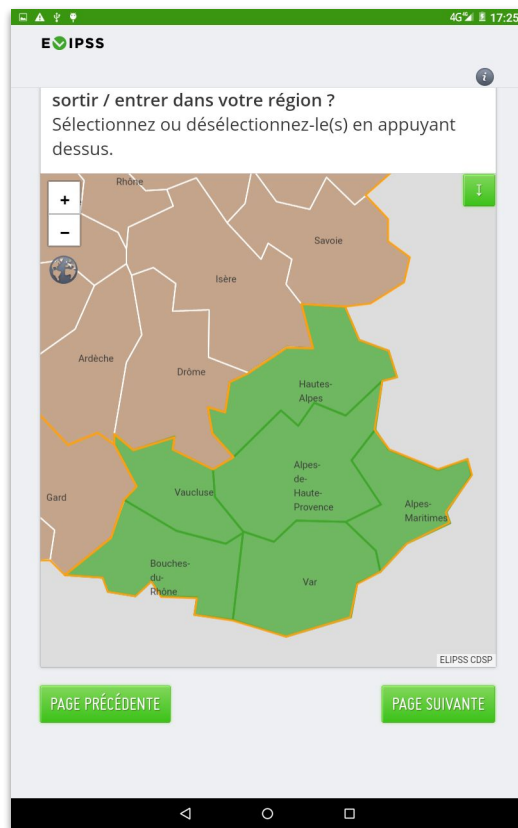 4G 17:25
ELIPSS
i
sortir / entrer dans votre région ?
Sélectionnez ou désélectionnez-le(s) en appuyant
dessus.
+
−
Rhône
Savoie
Isère
Ardèche
Drôme
Hautes-
Alpes
Gard
Vaucluse
Alpes-
de-
Haute-
Provence
Alpes-
Maritimes
Bouches-
du-
Rhône
Var
ELIPSS CDSP
PAGE PRÉCÉDENTE
PAGE SUIVANTE